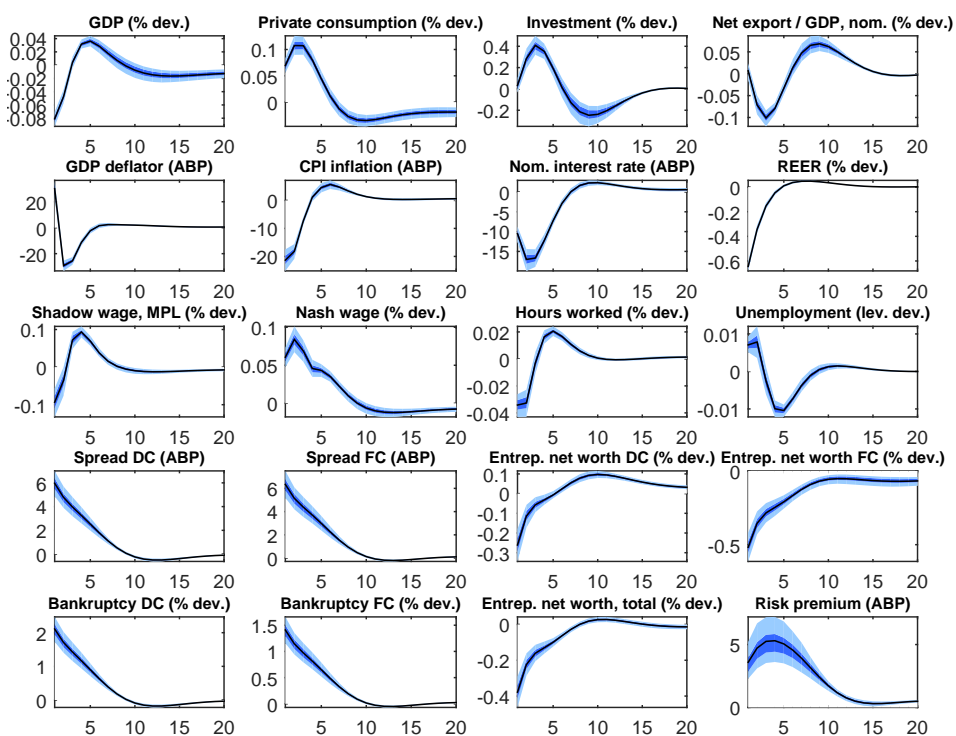 GDP (% dev.) Private consumption (% dev.) Investment (% dev.) Net export / GDP, nom. (% dev.)
0.04 0.02 0 -0.02 -0.04 -0.06 -0.08 0.1 0.05 0 0.4 0.2 0 -0.2 0.05 0 -0.05 -0.1
5 10 15 20 5 10 15 20 5 10 15 20 5 10 15 20
GDP deflator (ABP) CPI inflation (ABP) Nom. interest rate (ABP) REER (% dev.)
20 0 -20 0 -10 -20 0 -5 -10 -15 0 -0.2 -0.4 -0.6
5 10 15 20 5 10 15 20 5 10 15 20 5 10 15 20
Shadow wage, MPL (% dev.) Nash wage (% dev.) Hours worked (% dev.) Unemployment (lev. dev.)
0.1 0 -0.1 0.1 0.05 0 0.02 0 -0.02 -0.04 0.01 0 -0.01
5 10 15 20 5 10 15 20 5 10 15 20 5 10 15 20
Spread DC (ABP) Spread FC (ABP) Entrep. net worth DC (% dev.) Entrep. net worth FC (% dev.)
6 4 2 0 6 4 2 0 0.1 0 -0.1 -0.2 -0.3 0 -0.5
5 10 15 20 5 10 15 20 5 10 15 20 5 10 15 20
Bankruptcy DC (% dev.) Bankruptcy FC (% dev.) Entrep. net worth, total (% dev.) Risk premium (ABP)
2 1 0 1.5 1 0.5 0 0 -0.2 -0.4 5 0
5 10 15 20 5 10 15 20 5 10 15 20 5 10 15 20